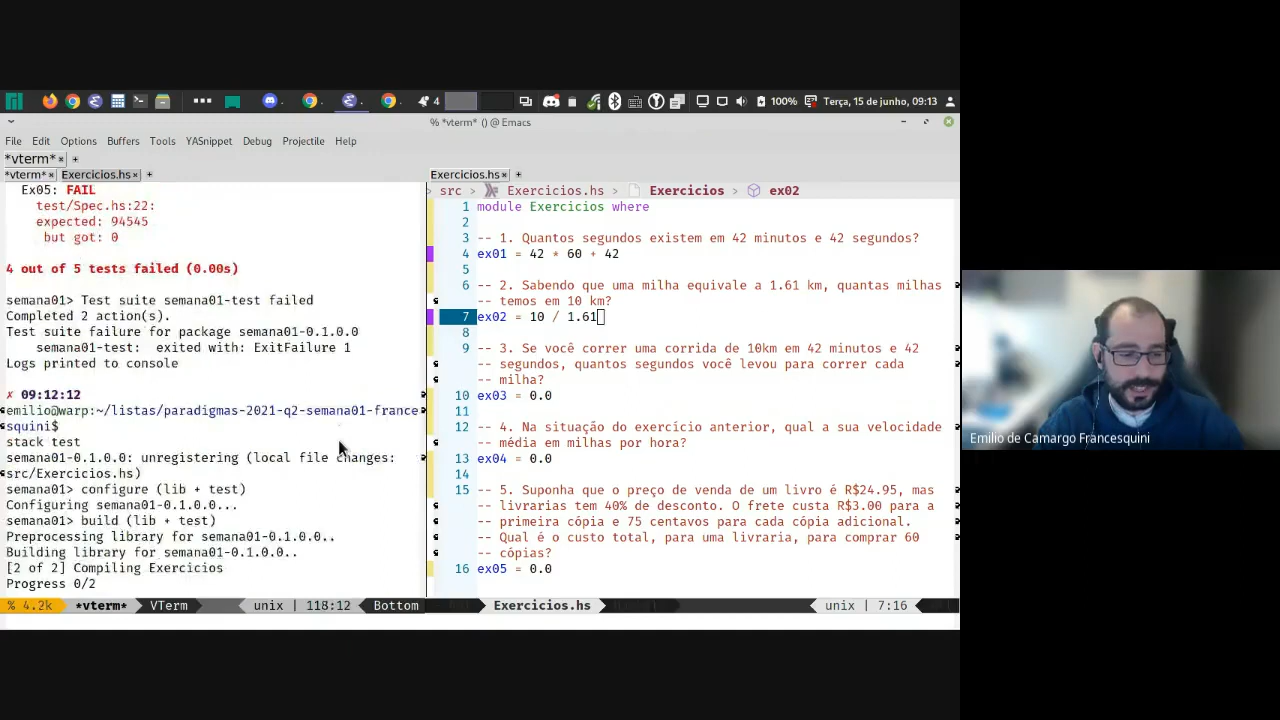 4
100%
Terça, 15 de junho, 09:13
% *vterm* () @ Emacs
File Edit Options Buffers Tools YASnippet Debug Projectile Help
*vterm* × +
*vterm* × Exercicios.hs × +
Ex05: FAIL
test/Spec.hs:22:
expected: 94545
but got: 0
4 out of 5 tests failed (0.00s)
semana01> Test suite semana01-test failed
Completed 2 action(s).
Test suite failure for package semana01-0.1.0.0
semana01-test: exited with: ExitFailure 1
Logs printed to console
✗ 09:12:12
emilio@warp:~/listas/paradigmas-2021-q2-semana01-france
squini$
stack test
semana01-0.1.0.0: unregistering (local file changes:
src/Exercicios.hs)
semana01> configure (lib + test)
Configuring semana01-0.1.0.0...
semana01> build (lib + test)
Preprocessing library for semana01-0.1.0.0..
Building library for semana01-0.1.0.0..
[2 of 2] Compiling Exercicios
Progress 0/2
% 4.2k *vterm* VTerm unix | 118:12 Bottom
Exercicios.hs × +
src > Exercicios.hs > Exercicios > ex02
1 module Exercicios where
2
3 -- 1. Quantos segundos existem em 42 minutos e 42 segundos?
4 ex01 = 42 * 60 + 42
5
6 -- 2. Sabendo que uma milha equivale a 1.61 km, quantas milhas
-- temos em 10 km?
7 ex02 = 10 / 1.61
8
9 -- 3. Se você correr uma corrida de 10km em 42 minutos e 42
-- segundos, quantos segundos você levou para correr cada
-- milha?
10 ex03 = 0.0
11
12 -- 4. Na situação do exercício anterior, qual a sua velocidade
-- média em milhas por hora?
13 ex04 = 0.0
14
15 -- 5. Suponha que o preço de venda de um livro é R$24.95, mas
-- livrarias tem 40% de desconto. O frete custa R$3.00 para a
-- primeira cópia e 75 centavos para cada cópia adicional.
-- Qual é o custo total, para uma livraria, para comprar 60
-- cópias?
16 ex05 = 0.0
Exercicios.hs unix | 7:16
Emilio de Camargo Francesquini